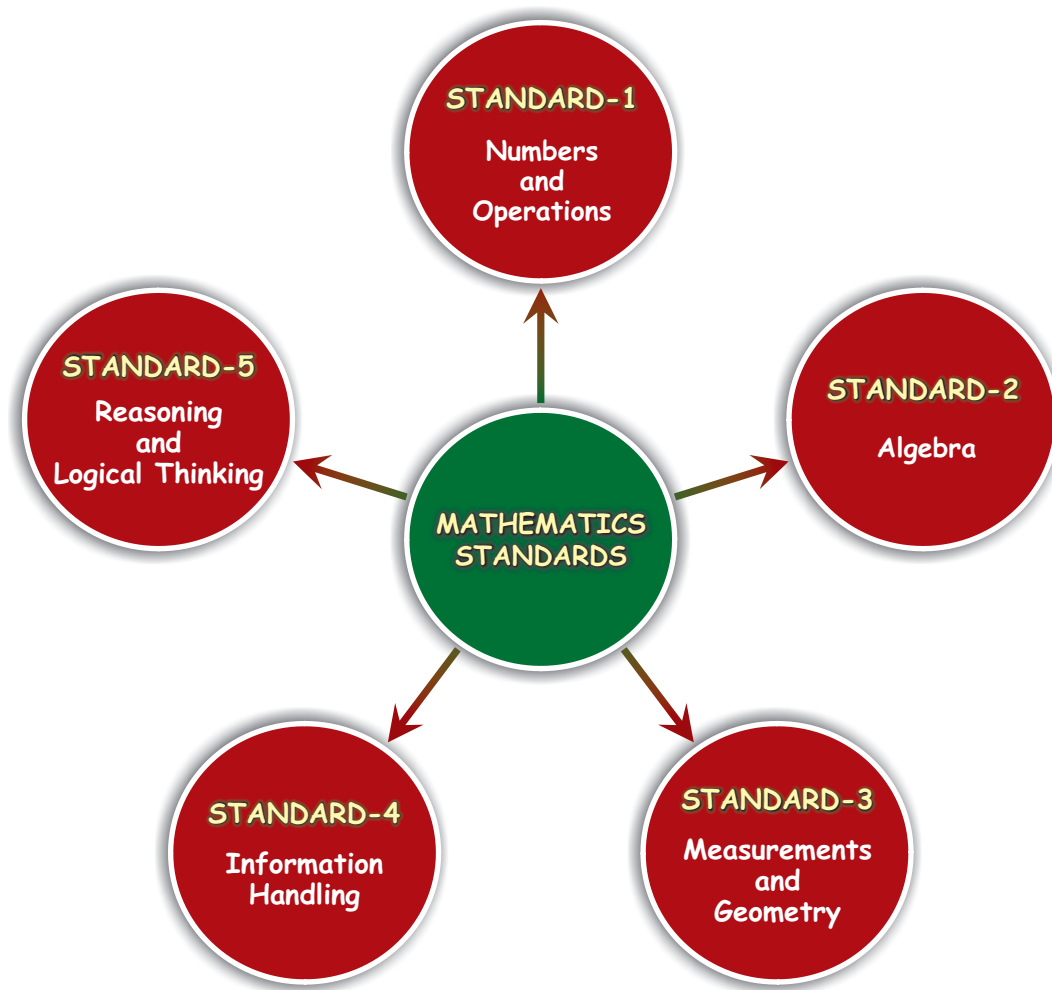 STANDARD-1
Numbers
and
Operations
STANDARD-5
Reasoning
and
Logical Thinking
STANDARD-2
Algebra
MATHEMATICS
STANDARDS
STANDARD-4
Information
Handling
STANDARD-3
Measurements
and
Geometry